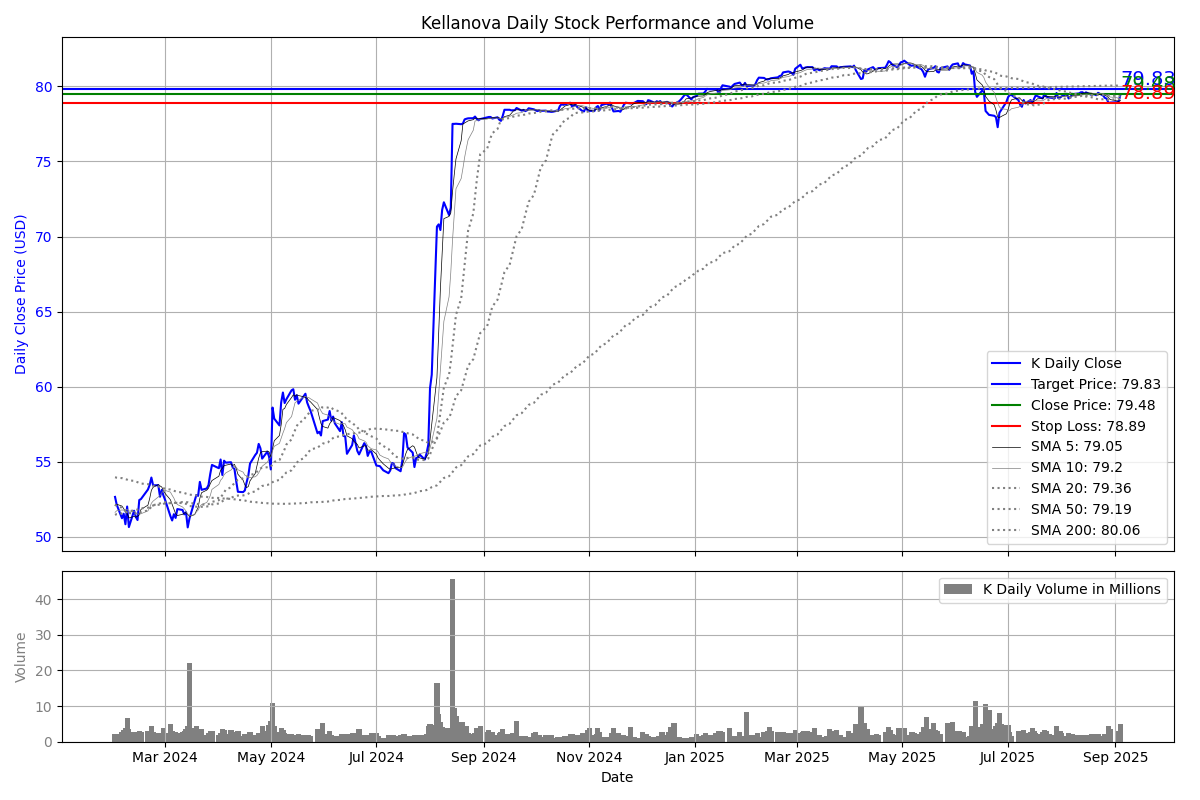 Kellanova Daily Stock Performance and Volume
Daily Close Price (USD)
80
75
70
65
60
55
50
79.83
79.48
78.89
K Daily Close
Target Price: 79.83
Close Price: 79.48
Stop Loss: 78.89
SMA 5: 79.05
SMA 10: 79.2
SMA 20: 79.36
SMA 50: 79.19
SMA 200: 80.06
Volume
40
30
20
10
0
K Daily Volume in Millions
Mar 2024
May 2024
Jul 2024
Sep 2024
Nov 2024
Jan 2025
Mar 2025
May 2025
Jul 2025
Sep 2025
Date